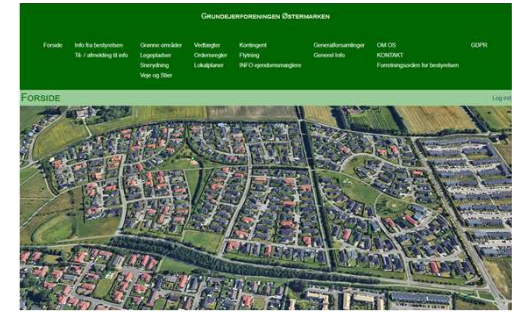 Grundejerforeningen Østermarken
Forside Info fra bestyrelsen Grønne områder Vedtægter Kontingent Generalforsamlinger OM OS GDPR
Til- / afmelding til info Legepladser Ordensregler Flytning Generel Info KONTAKT
Snerydning Lokalplaner INFO ejendomsmæglere Forretningsorden for bestyrelsen
Veje og Stier
Forside Log ind